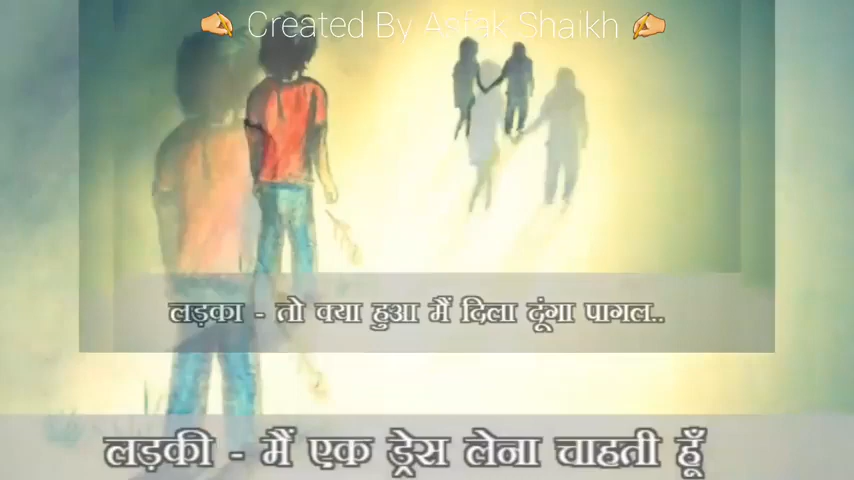 ✍ Created By Asfak Shaikh ✍
लड़का - तो क्या हुआ मैं दिला दूंगा पागल..
लड़की - मैं एक ड्रेस लेना चाहती हूँ